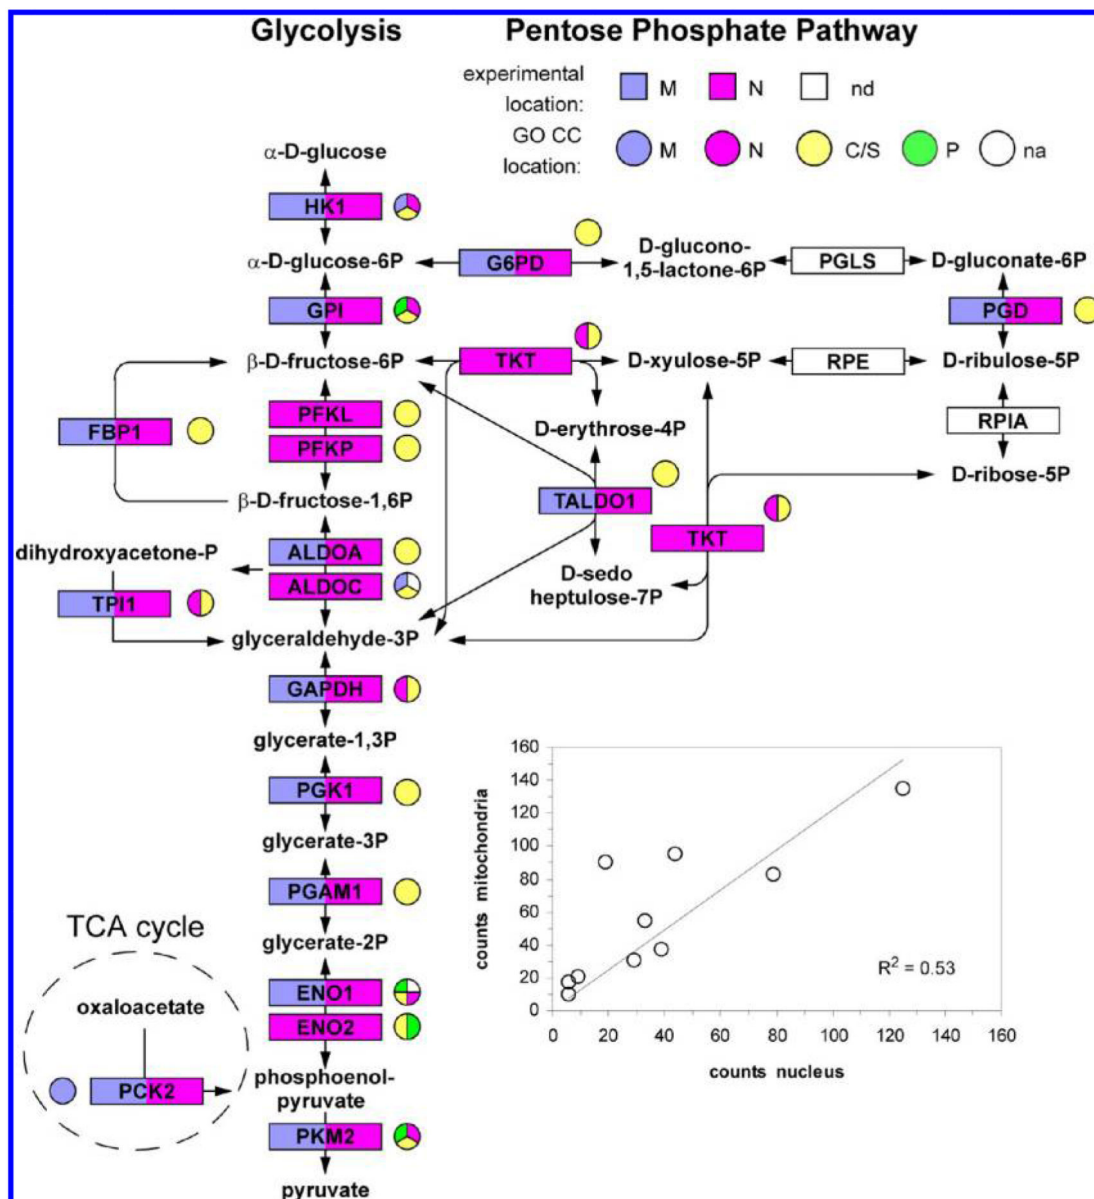 Glycolysis
Pentose Phosphate Pathway
experimental
location:
M
N
nd
GO CC
location:
M
N
C/S
P
na
α-D-glucose
HK1
α-D-glucose-6P
G6PD
D-glucono-
1,5-lactone-6P
PGLS
D-gluconate-6P
GPI
PGD
β-D-fructose-6P
TKT
D-xyulose-5P
RPE
D-ribulose-5P
PFKL
FBP1
PFKP
D-erythrose-4P
RPIA
D-ribose-5P
β-D-fructose-1,6P
TALDO1
TKT
dihydroxyacetone-P
ALDOA
ALDOC
TPI1
D-sedo
heptulose-7P
glyceraldehyde-3P
GAPDH
glycerate-1,3P
PGK1
glycerate-3P
PGAM1
glycerate-2P
TCA cycle
ENO1
oxaloacetate
ENO2
phosphoenol-
pyruvate
PCK2
PKM2
pyruvate
counts mitochondria
160
140
120
100
80
60
40
20
0
R² = 0.53
0 20 40 60 80 100 120 140 160
counts nucleus